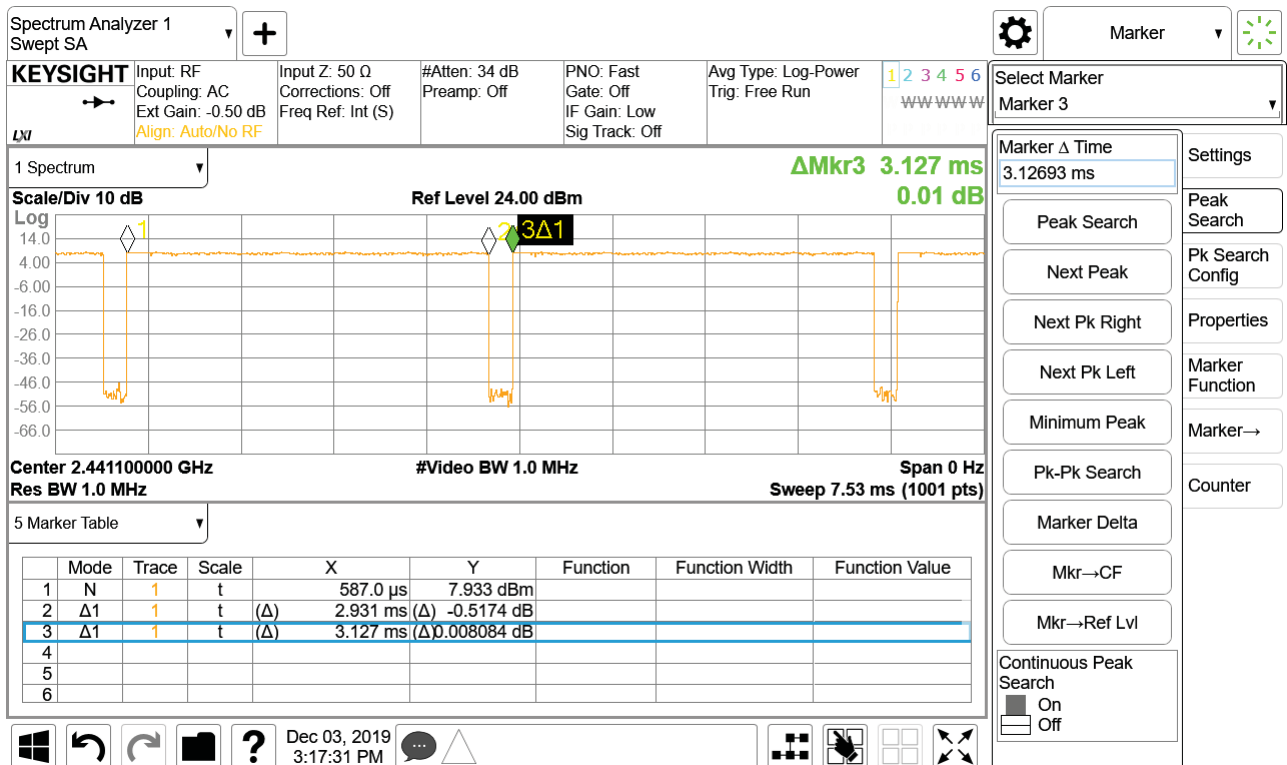 Spectrum Analyzer 1
Swept SA
Marker
KEYSIGHT
LXI
Input: RF
Coupling: AC
Ext Gain: -0.50 dB
Align: Auto/No RF
Input Z: 50 Ω
Corrections: Off
Freq Ref: Int (S)
#Atten: 34 dB
Preamp: Off
PNO: Fast
Gate: Off
IF Gain: Low
Sig Track: Off
Avg Type: Log-Power
Trig: Free Run
1 2 3 4 5 6
W W W W W W
Select Marker
Marker 3
1 Spectrum
ΔMkr3 3.127 ms
0.01 dB
Scale/Div 10 dB
Ref Level 24.00 dBm
Log
14.0
4.00
-6.00
-16.0
-26.0
-36.0
-46.0
-56.0
-66.0
1
2
3Δ1
Center 2.441100000 GHz
#Video BW 1.0 MHz
Span 0 Hz
Res BW 1.0 MHz
Sweep 7.53 ms (1001 pts)
5 Marker Table
Mode Trace Scale X Y Function Function Width Function Value
1 N 1 t 587.0 µs 7.933 dBm
2 Δ1 1 t (Δ) 2.931 ms (Δ) -0.5174 dB
3 Δ1 1 t (Δ) 3.127 ms (Δ)0.008084 dB
4
5
6
Marker Δ Time
3.12693 ms
Peak Search
Next Peak
Next Pk Right
Next Pk Left
Minimum Peak
Pk-Pk Search
Marker Delta
Mkr→CF
Mkr→Ref Lvl
Continuous Peak
Search
On
Off
Settings
Peak
Search
Pk Search
Config
Properties
Marker
Function
Marker→
Counter
?
Dec 03, 2019
3:17:31 PM